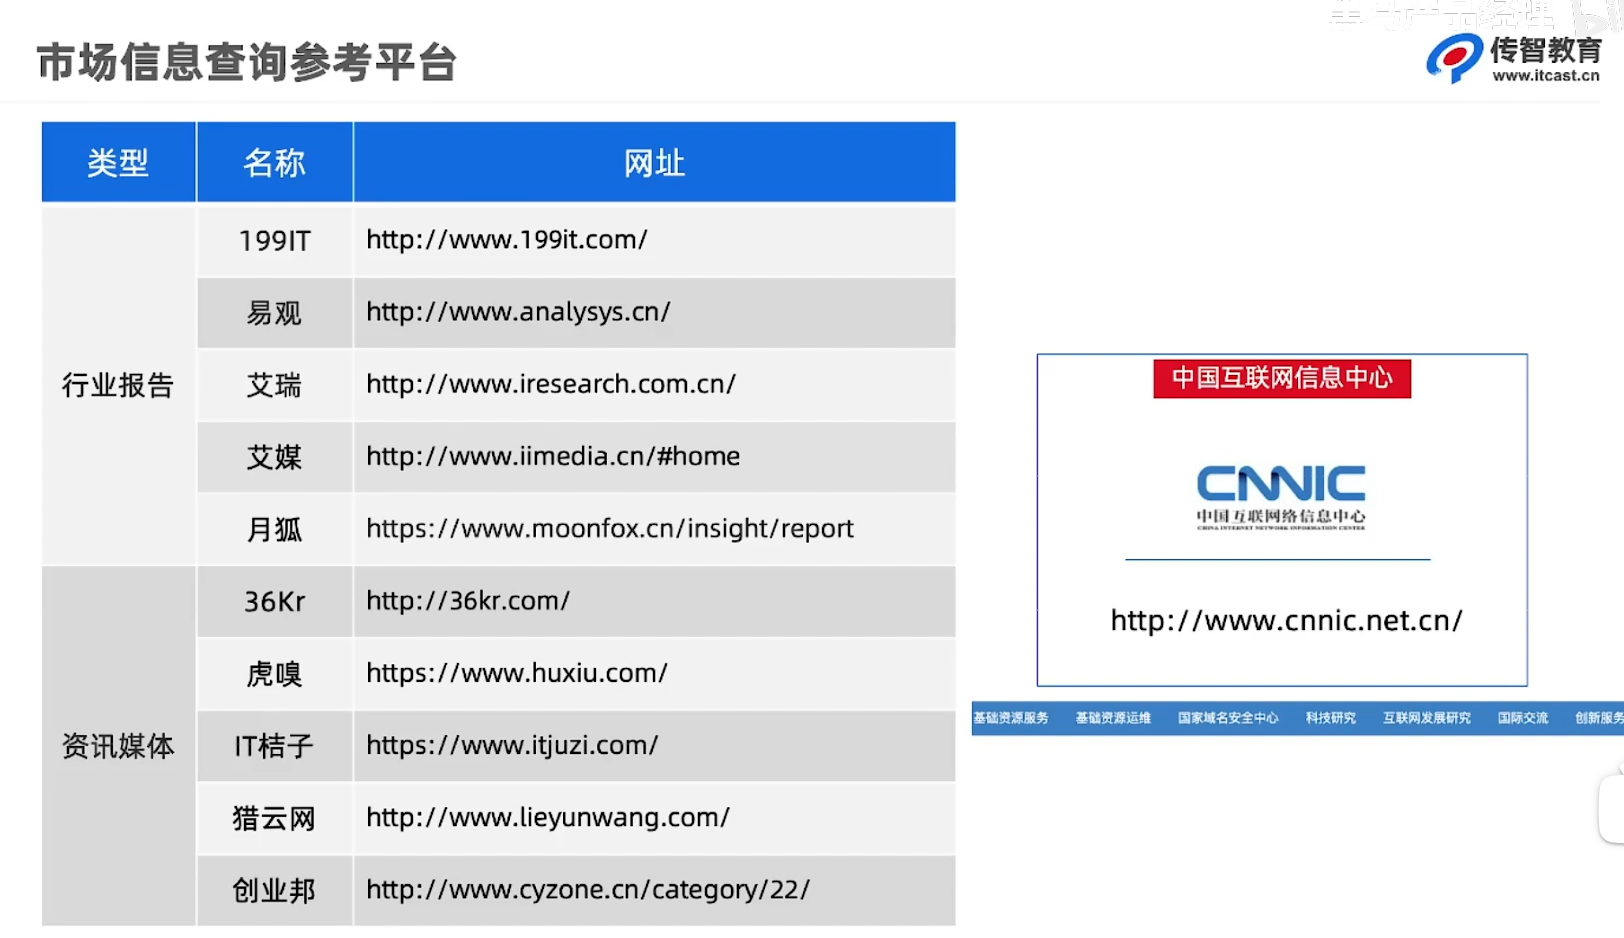 市场信息查询参考平台
传智教育
www.itcast.cn
类型 名称 网址
行业报告
199IT http://www.199it.com/
易观 http://www.analysys.cn/
艾瑞 http://www.iresearch.com.cn/
艾媒 http://www.iimedia.cn/#home
月狐 https://www.moonfox.cn/insight/report
资讯媒体
36Kr http://36kr.com/
虎嗅 https://www.huxiu.com/
IT桔子 https://www.itjuzi.com/
猎云网 http://www.lieyunwang.com/
创业邦 http://www.cyzone.cn/category/22/
中国互联网信息中心
CNNIC
中国互联网络信息中心
CHINA INTERNET NETWORK INFORMATION CENTER
http://www.cnnic.net.cn/
基础资源服务 基础资源运维 国家域名安全中心 科技研究 互联网发展研究 国际交流 创新服务